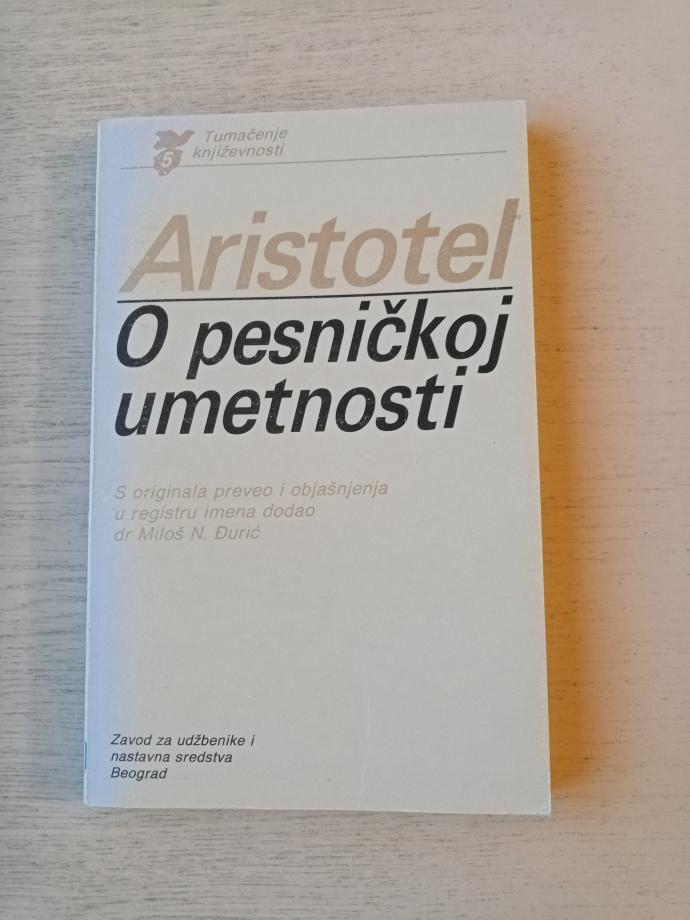 5
Tumačenje
književnosti
Aristotel
O pesničkoj
umetnosti
S originala preveo i objašnjenja
u registru imena dodao
dr Miloš N. Đurić
Zavod za udžbenike i
nastavna sredstva
Beograd